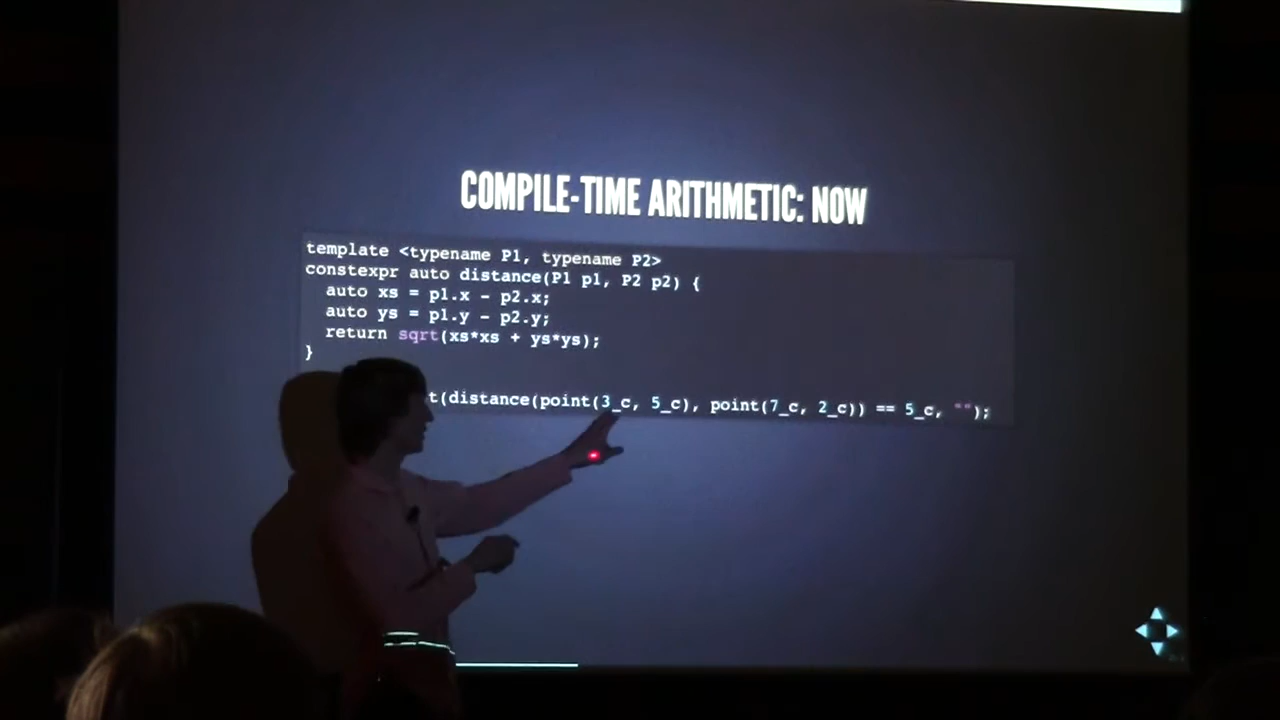 COMPILE-TIME ARITHMETIC: NOW
template <typename P1, typename P2>
constexpr auto distance(P1 p1, P2 p2) {
  auto xs = p1.x - p2.x;
  auto ys = p1.y - p2.y;
  return sqrt(xs*xs + ys*ys);
}
t(distance(point(3_c, 5_c), point(7_c, 2_c)) == 5_c, "");